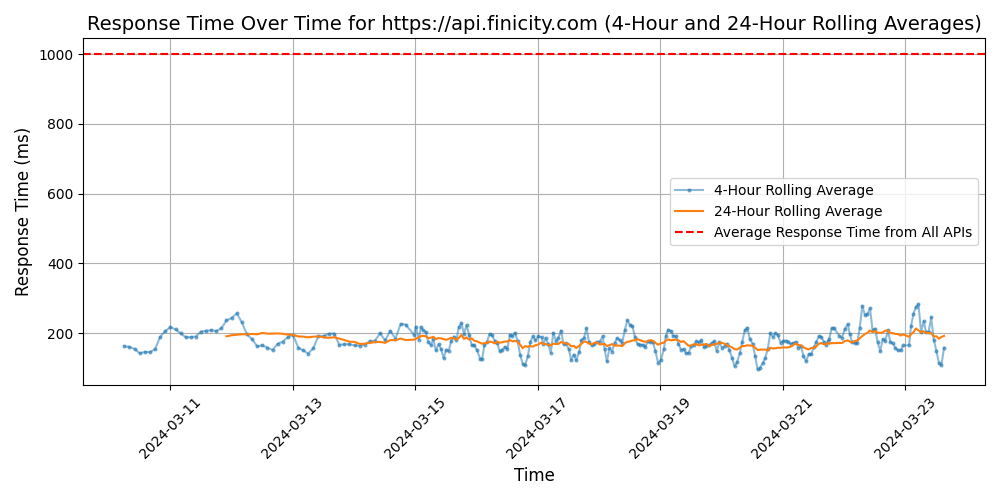 Response Time Over Time for https://api.finicity.com (4-Hour and 24-Hour Rolling Averages)
Response Time (ms)
1000
800
600
400
200
4-Hour Rolling Average
24-Hour Rolling Average
Average Response Time from All APIs
2024-03-11
2024-03-13
2024-03-15
2024-03-17
2024-03-19
2024-03-21
2024-03-23
Time